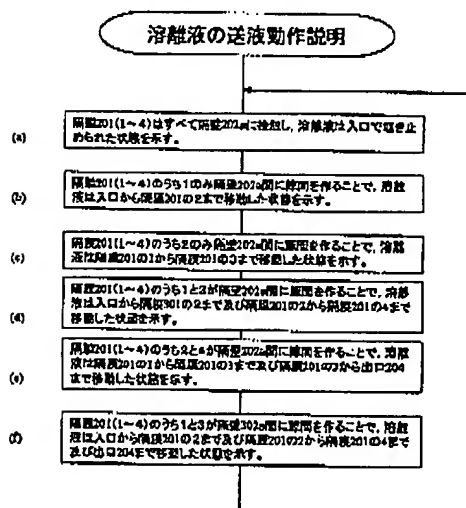 溶離液の送液動作説明
(a)
隔膜201(1~4)はすべて隔壁202aに接触し,溶離液は入口で堰き止
められた状態を示す。
(b)
隔膜201(1~4)のうち1のみ隔壁202a間に隙間を作ることで,溶離
液は入口から隔膜201の2まで移動した状態を示す。
(c)
隔膜201(1~4)のうち2のみ隔壁202a間に隙間を作ることで,溶離
液は隔膜201の1から隔膜201の3まで移動した状態を示す。
(d)
隔膜201(1~4)のうち1と3が隔壁202a間に隙間を作ることで,溶離
液は入口から隔膜201の2まで及び隔膜201の2から隔膜201の4まで
移動した状態を示す。
(e)
隔膜201(1~4)のうち2と4が隔壁202a間に隙間を作ることで,溶離
液は隔膜201の1から隔膜201の3まで及び隔膜201の3から出口204
まで移動した状態を示す。
(f)
隔膜201(1~4)のうち1と3が隔壁202a間に隙間を作ることで,溶離
液は入口から隔膜201の2まで及び隔膜201の2から隔膜201の4まで
及び出口204まで移動した状態を示す。